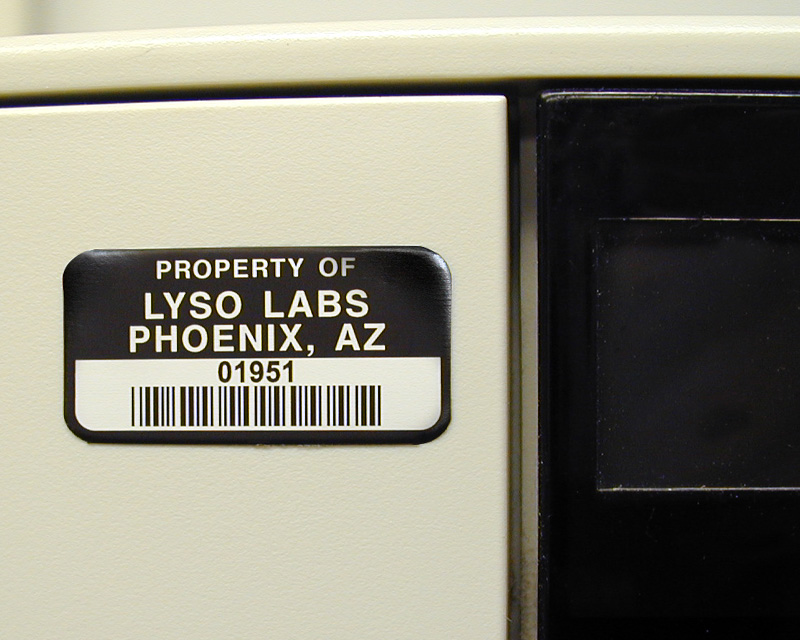 PROPERTY OF
LYSO LABS
PHOENIX, AZ
01951